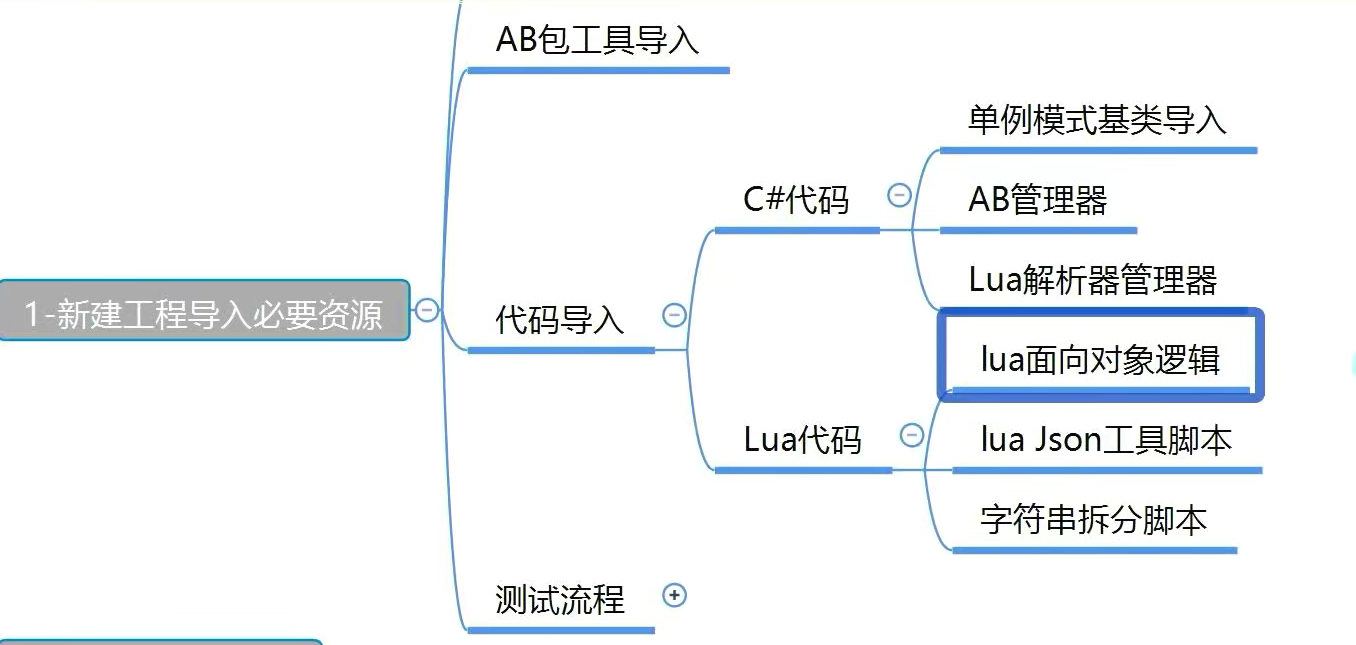 AB包工具导入
单例模式基类导入
C#代码
AB管理器
Lua解析器管理器
1-新建工程导入必要资源
代码导入
lua面向对象逻辑
Lua代码
lua Json工具脚本
字符串拆分脚本
测试流程